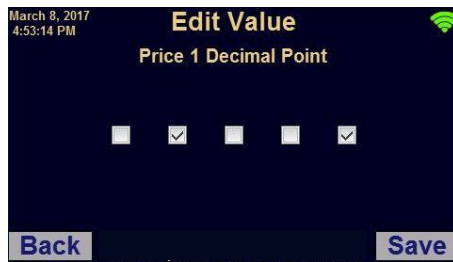 March 8, 2017
4:53:14 PM
Edit Value
Price 1 Decimal Point
Back
Save